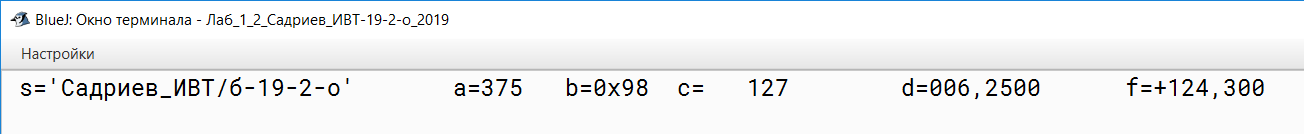 BlueJ: Окно терминала - Лаб_1_2_Садриев_ИВТ-19-2-о_2019
Настройки
s='Садриев_ИВТ/б-19-2-о' a=375 b=0x98 c= 127 d=006,2500 f=+124,300